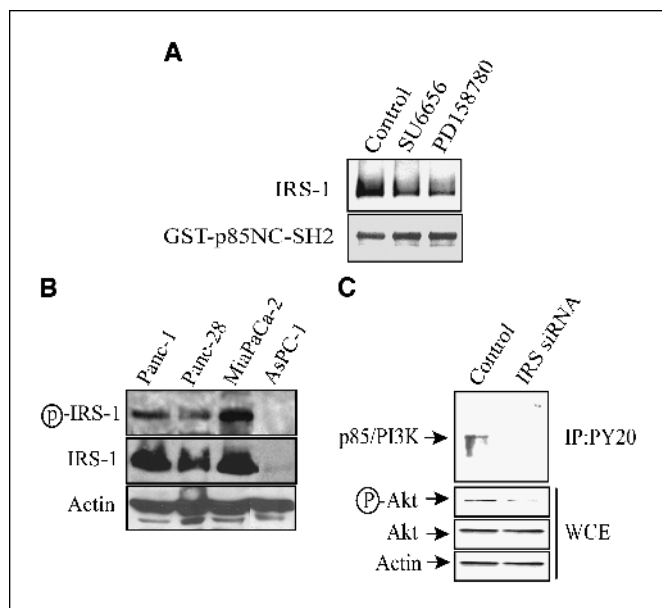 A
Control
SU6656
PD158780
IRS-1
GST-p85NC-SH2
B
Panc-1
Panc-28
MiaPaCa-2
AsPC-1
ⓟ-IRS-1
IRS-1
Actin
C
Control
IRS siRNA
p85/PI3K
IP:PY20
Ⓟ-Akt
Akt
WCE
Actin